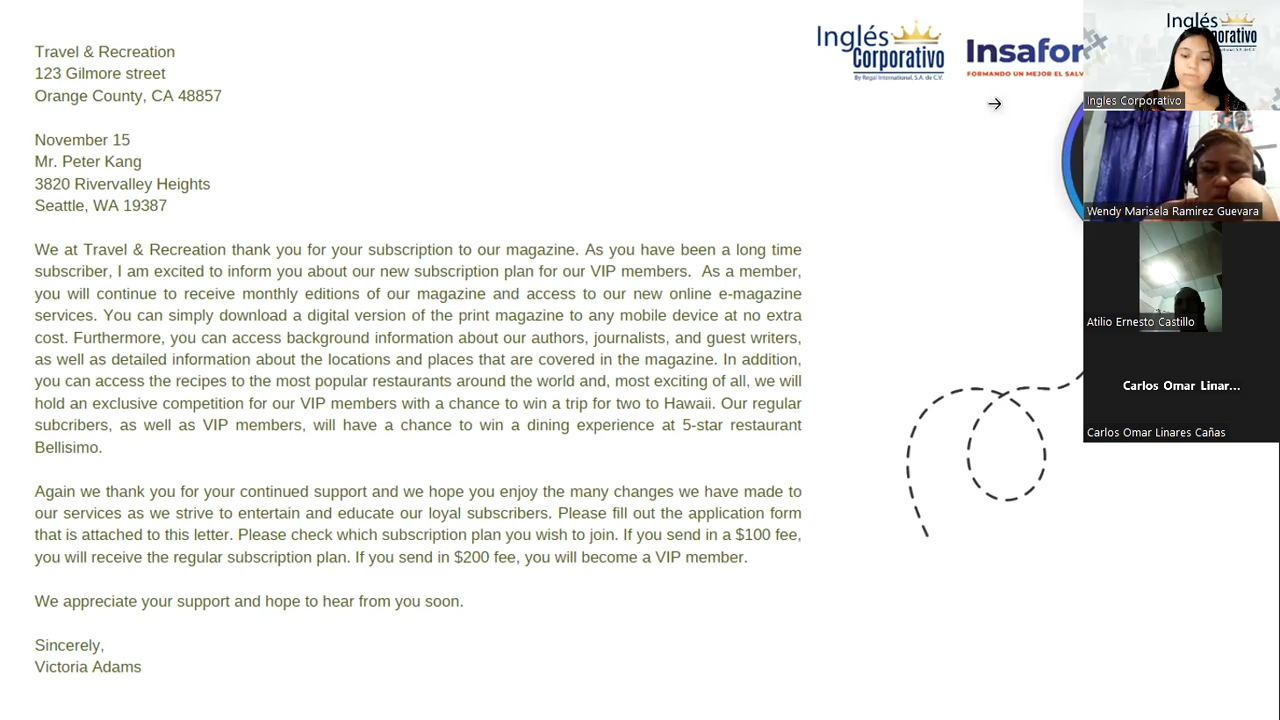 Travel & Recreation
123 Gilmore street
Orange County, CA 48857
November 15
Mr. Peter Kang
3820 Rivervalley Heights
Seattle, WA 19387
We at Travel & Recreation thank you for your subscription to our magazine. As you have been a long time
subscriber, I am excited to inform you about our new subscription plan for our VIP members.  As a member,
you will continue to receive monthly editions of our magazine and access to our new online e-magazine
services. You can simply download a digital version of the print magazine to any mobile device at no extra
cost. Furthermore, you can access background information about our authors, journalists, and guest writers,
as well as detailed information about the locations and places that are covered in the magazine. In addition,
you can access the recipes to the most popular restaurants around the world and, most exciting of all, we will
hold an exclusive competition for our VIP members with a chance to win a trip for two to Hawaii. Our regular
subcribers, as well as VIP members, will have a chance to win a dining experience at 5-star restaurant
Bellisimo.
Again we thank you for your continued support and we hope you enjoy the many changes we have made to
our services as we strive to entertain and educate our loyal subscribers. Please fill out the application form
that is attached to this letter. Please check which subscription plan you wish to join. If you send in a $100 fee,
you will receive the regular subscription plan. If you send in $200 fee, you will become a VIP member.
We appreciate your support and hope to hear from you soon.
Sincerely,
Victoria Adams
Inglés
Corporativo
By Regal International, S.A. de C.V.
Insafor
FORMANDO UN MEJOR EL SALV
Inglés
porativo
Ingles Corporativo
Wendy Marisela Ramirez Guevara
Atilio Ernesto Castillo
Carlos Omar Linar...
Carlos Omar Linares Cañas